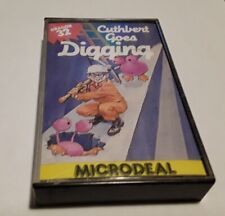 DRAGON
32
Cuthbert
Goes
Digging
MICRODEAL